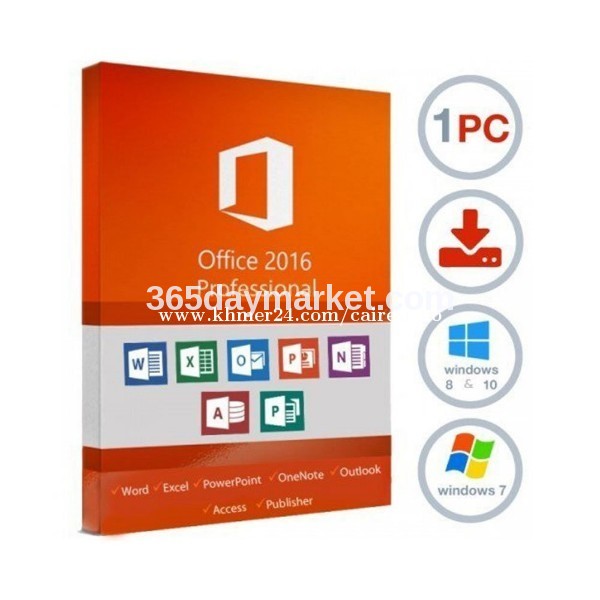 1PC
Office 2016
Professional
365daymarket.com
www.khmer24.com/caire
W X O P N
A P
windows
8 & 10
✓Word ✓Excel ✓PowerPoint ✓OneNote ✓Outlook
✓Access ✓Publisher
windows 7